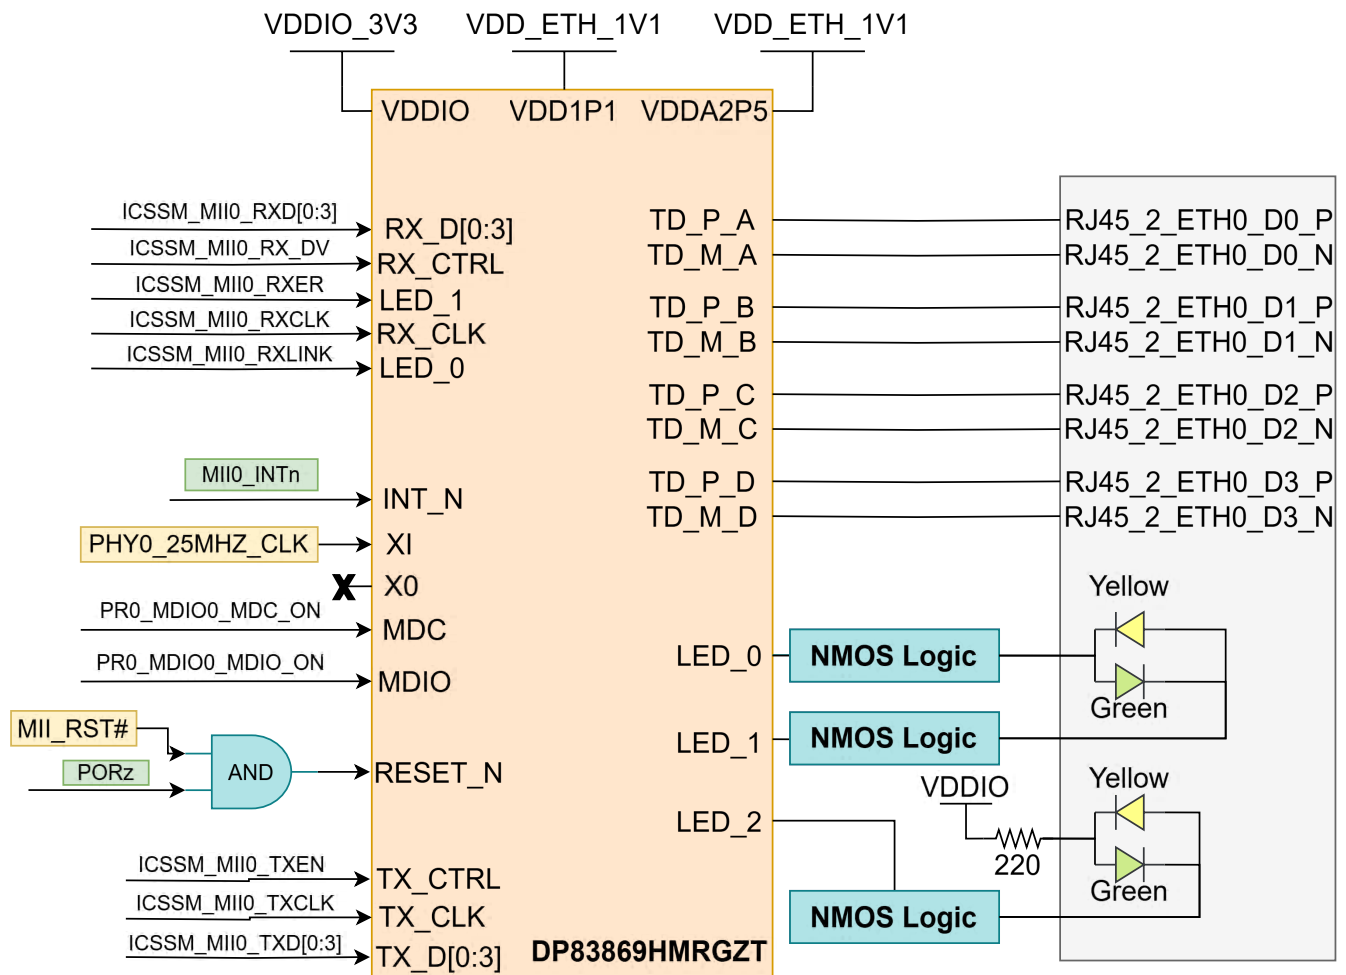 VDDIO_3V3
VDD_ETH_1V1
VDD_ETH_1V1
VDDIO
VDD1P1
VDDA2P5
ICSSM_MII0_RXD[0:3]
RX_D[0:3]
ICSSM_MII0_RX_DV
RX_CTRL
ICSSM_MII0_RXER
LED_1
ICSSM_MII0_RXCLK
RX_CLK
ICSSM_MII0_RXLINK
LED_0
MII0_INTn
INT_N
PHY0_25MHZ_CLK
XI
X
X0
PR0_MDIO0_MDC_ON
MDC
PR0_MDIO0_MDIO_ON
MDIO
MII_RST#
PORz
AND
RESET_N
ICSSM_MII0_TXEN
TX_CTRL
ICSSM_MII0_TXCLK
TX_CLK
ICSSM_MII0_TXD[0:3]
TX_D[0:3]
TD_P_A
RJ45_2_ETH0_D0_P
TD_M_A
RJ45_2_ETH0_D0_N
TD_P_B
RJ45_2_ETH0_D1_P
TD_M_B
RJ45_2_ETH0_D1_N
TD_P_C
RJ45_2_ETH0_D2_P
TD_M_C
RJ45_2_ETH0_D2_N
TD_P_D
RJ45_2_ETH0_D3_P
TD_M_D
RJ45_2_ETH0_D3_N
Yellow
LED_0
NMOS Logic
Green
LED_1
NMOS Logic
Yellow
VDDIO
LED_2
220
Green
NMOS Logic
DP83869HMRGZT